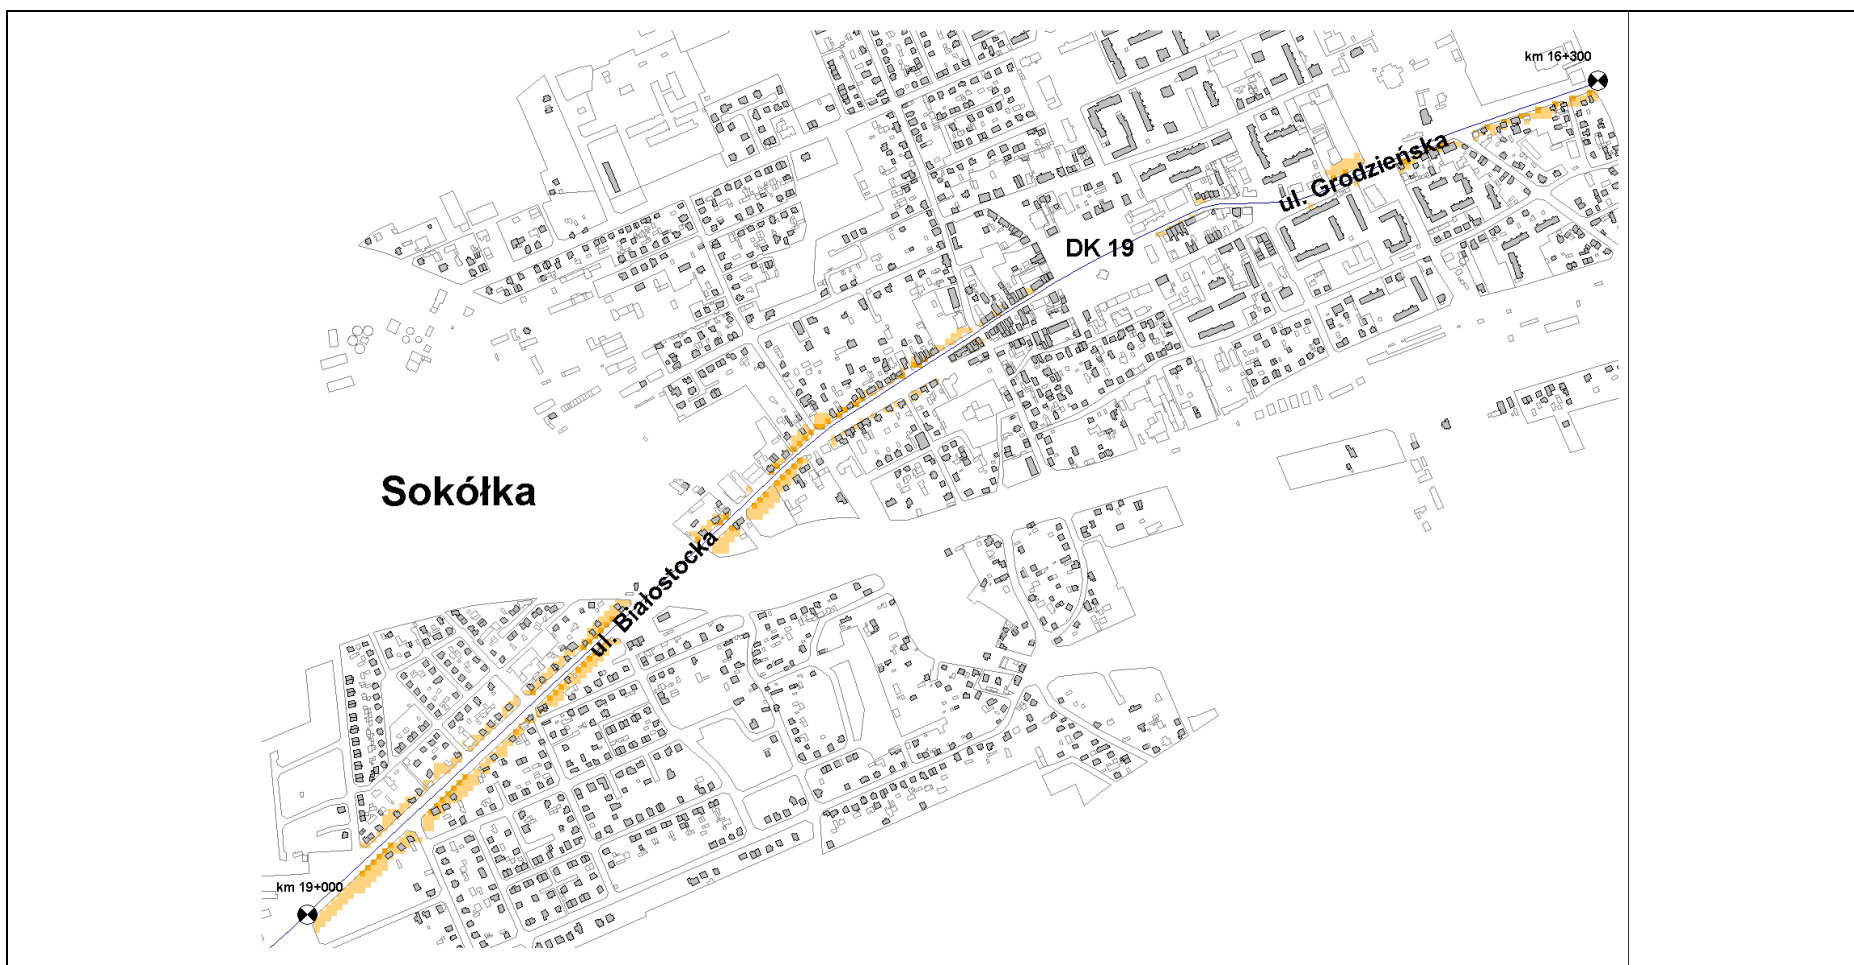 km 16+300
ul. Grodzieńska
DK 19
Sokółka
ul. Białostocka
km 19+000